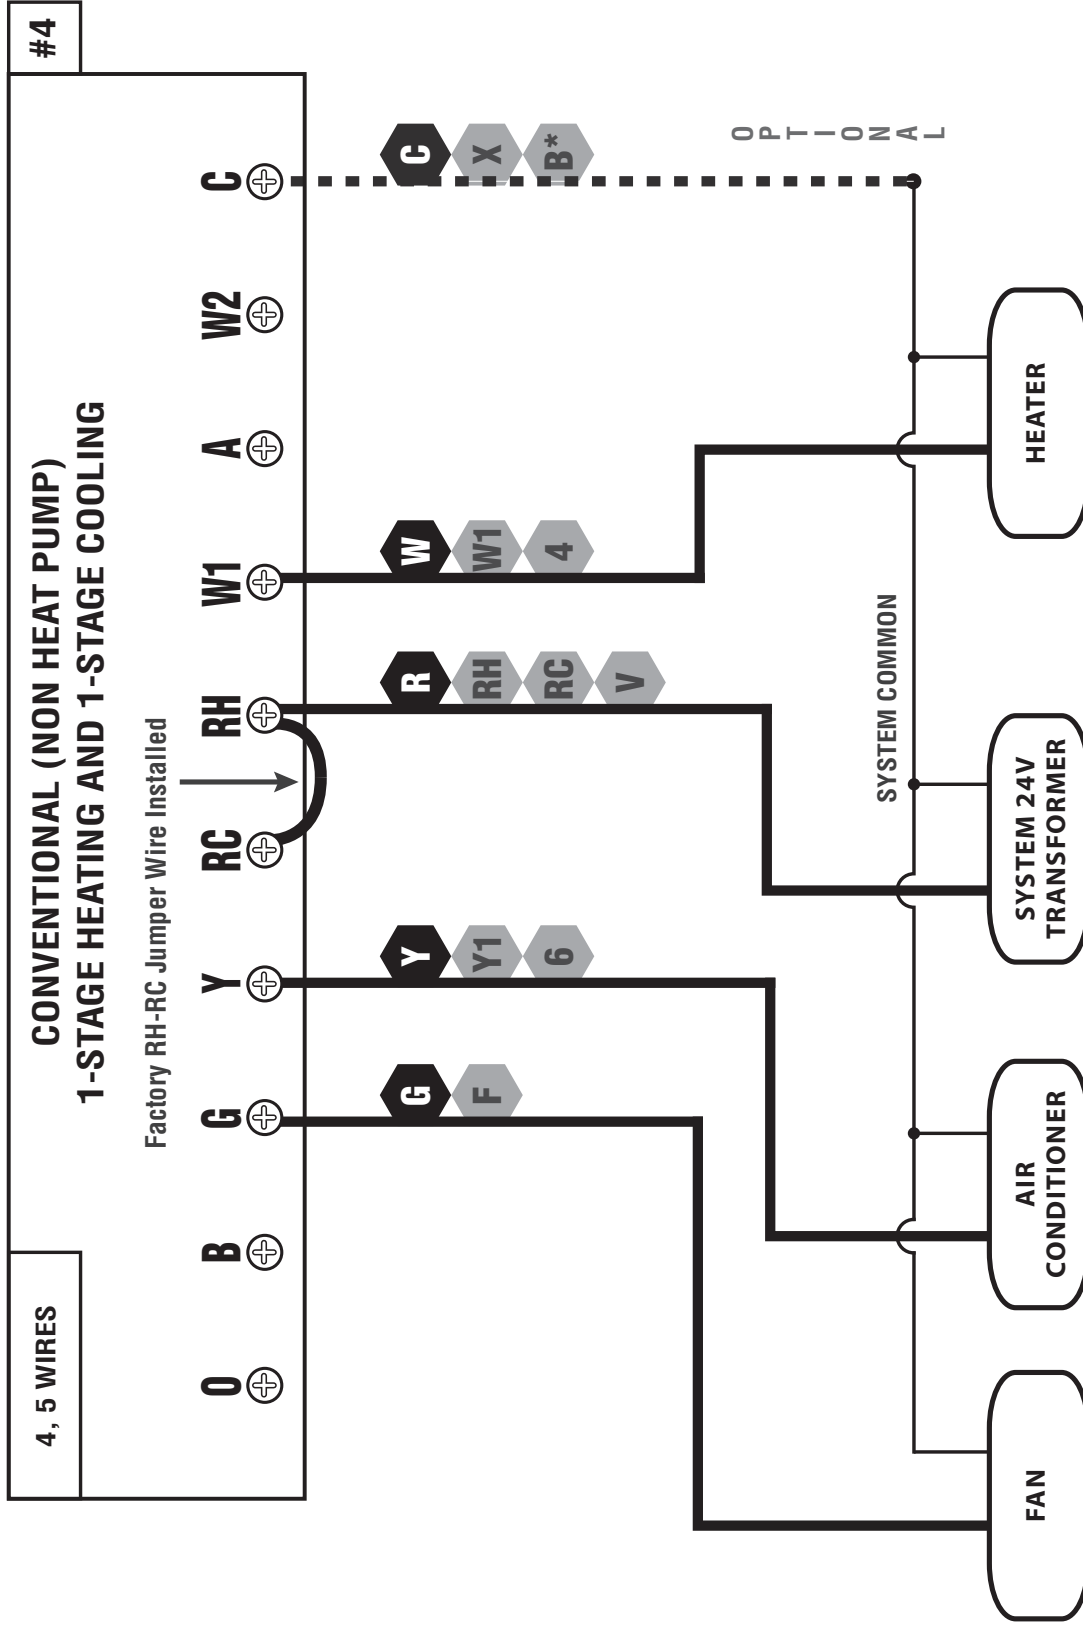 4, 5 WIRES
#4
CONVENTIONAL (NON HEAT PUMP)
1-STAGE HEATING AND 1-STAGE COOLING
Factory RH-RC Jumper Wire Installed
O B G Y RC RH W1 A W2 C
G Y R W C
F Y1 RH W1 X
6 RC 4 B*
V
OPTIONAL
SYSTEM COMMON
FAN
AIR
CONDITIONER
SYSTEM 24V
TRANSFORMER
HEATER